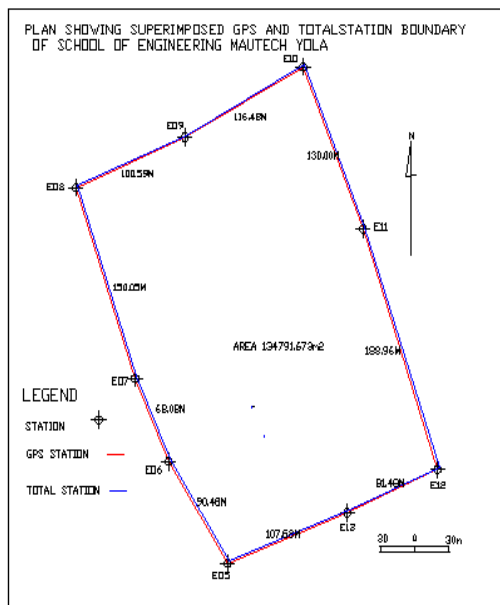 PLAN SHOWING SUPERIMPOSED GPS AND TOTALSTATION BOUNDARY
OF SCHOOL OF ENGINEERING MAUTECH YOLA
E10
E09
116.48M
N
E08
100.59M
130.00M
E11
150.05M
AREA 134791.673m2
188.96M
E07
LEGEND
68.08M
STATION
GPS STATION
E06
E12
81.48M
TOTAL STATION
90.48M
107.68M
E13
30 0 30m
E05